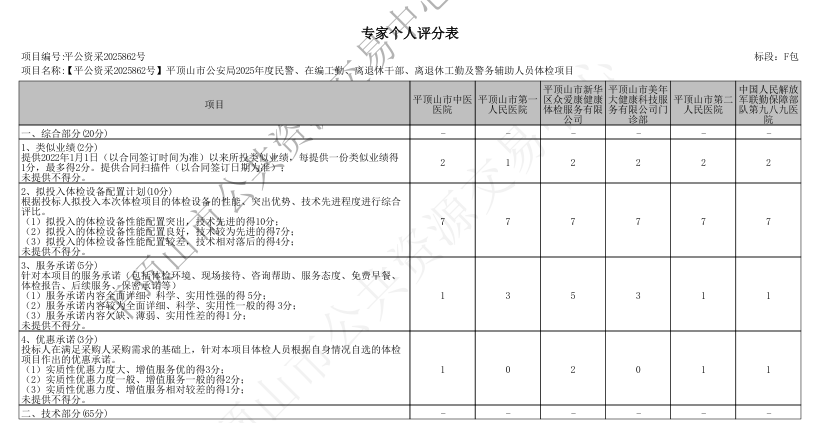 专家个人评分表
项目编号:平公资采2025862号
标段：F包
项目名称:【平公资采2025862号】平顶山市公安局2025年度民警、在编工勤、离退休干部、离退休工勤及警务辅助人员体检项目
项目
平顶山市中医
医院
平顶山市第一
人民医院
平顶山市新华
区众爱康健康
体检服务有限
公司
平顶山市美年
大健康科技服
务有限公司门
诊部
平顶山市第二
人民医院
中国人民解放
军联勤保障部
队第九八九医
院
一、综合部分(20分) – – – – – –
1、类似业绩(2分)
提供2022年1月1日（以合同签订时间为准）以来所投类似业绩，每提供一份类似业绩得
1分，最多得2分。提供合同扫描件（以合同签订日期为准）；
未提供不得分。
2 1 2 2 2 2
2、拟投入体检设备配置计划(10分)
根据投标人拟投入本次体检项目的体检设备的性能、突出优势、技术先进程度进行综合
评比。
（1）拟投入的体检设备性能配置突出，技术先进的得10分；
（2）拟投入的体检设备性能配置良好，技术较为先进的得7分；
（3）拟投入的体检设备性能配置较差，技术相对落后的得4分；
未提供不得分。
7 7 7 7 7 7
3、服务承诺(5分)
针对本项目的服务承诺（包括体检环境、现场接待、咨询帮助、服务态度、免费早餐、
体检报告、后续服务、保密承诺等）
（1）服务承诺内容全面详细、科学、实用性强的得 5分；
（2）服务承诺内容较为全面详细、科学、实用性一般的得 3分；
（3）服务承诺内容欠缺、薄弱、实用性差的得1 分；
未提供不得分。
1 3 5 3 1 1
4、优惠承诺(3分)
投标人在满足采购人采购需求的基础上，针对本项目体检人员根据自身情况自选的体检
项目作出的优惠承诺。
（1）实质性优惠力度大、增值服务优的得3分；
（2）实质性优惠力度一般、增值服务一般的得2分；
（3）实质性优惠力度、增值服务相对较差的得1分；
未提供不得分。
1 0 2 0 1 1
二、技术部分(65分) – – – – – –